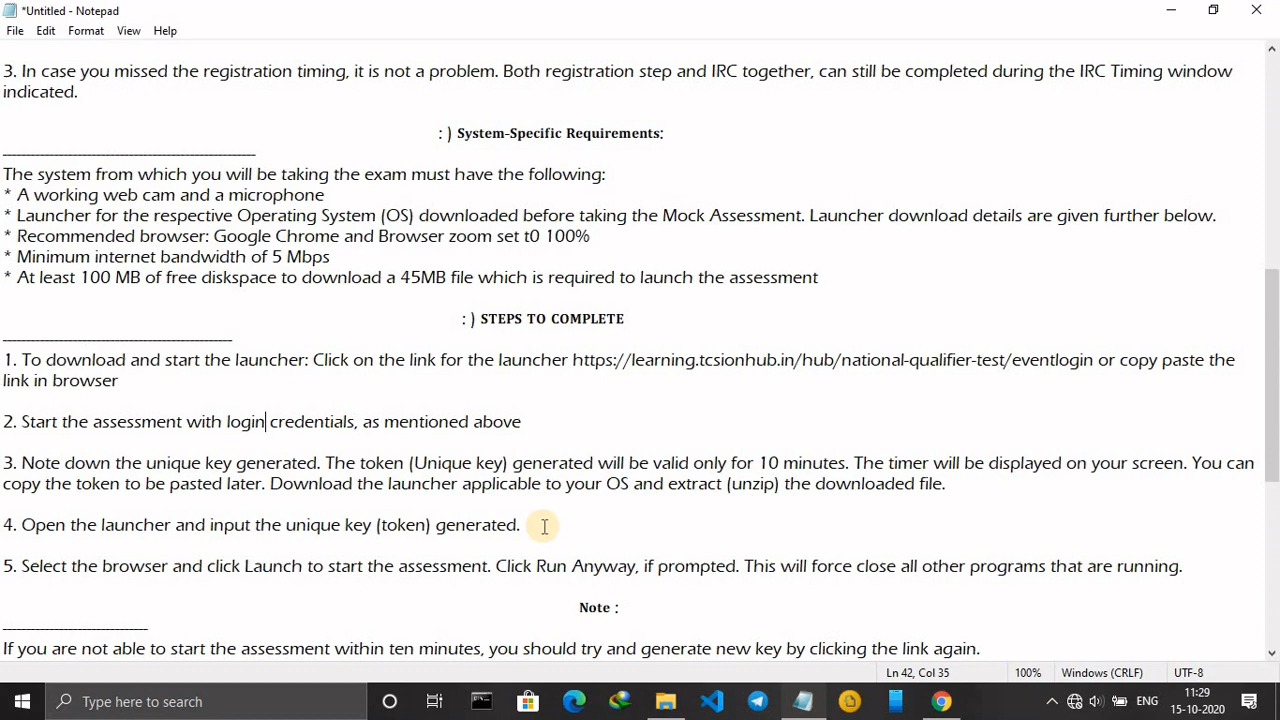 *Untitled - Notepad
File Edit Format View Help
3. In case you missed the registration timing, it is not a problem. Both registration step and IRC together, can still be completed during the IRC Timing window
indicated.
: ) System-Specific Requirements:
The system from which you will be taking the exam must have the following:
* A working web cam and a microphone
* Launcher for the respective Operating System (OS) downloaded before taking the Mock Assessment. Launcher download details are given further below.
* Recommended browser: Google Chrome and Browser zoom set t0 100%
* Minimum internet bandwidth of 5 Mbps
* At least 100 MB of free diskspace to download a 45MB file which is required to launch the assessment
: ) STEPS TO COMPLETE
1. To download and start the launcher: Click on the link for the launcher https://learning.tcsionhub.in/hub/national-qualifier-test/eventlogin or copy paste the
link in browser
2. Start the assessment with login credentials, as mentioned above
3. Note down the unique key generated. The token (Unique key) generated will be valid only for 10 minutes. The timer will be displayed on your screen. You can
copy the token to be pasted later. Download the launcher applicable to your OS and extract (unzip) the downloaded file.
4. Open the launcher and input the unique key (token) generated.
5. Select the browser and click Launch to start the assessment. Click Run Anyway, if prompted. This will force close all other programs that are running.
Note :
If you are not able to start the assessment within ten minutes, you should try and generate new key by clicking the link again.
Ln 42, Col 35 100% Windows (CRLF) UTF-8
Type here to search
ENG
11:29
15-10-2020